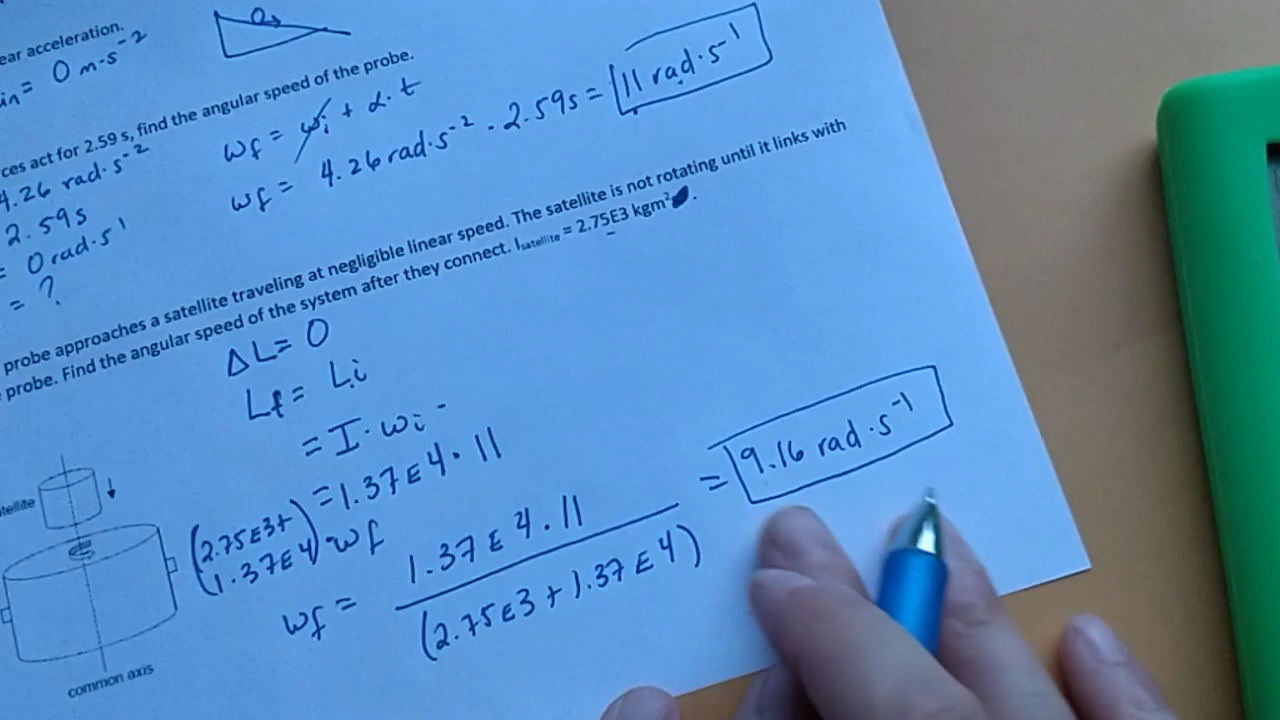 ear acceleration.
in = 0 m·s⁻²
ces act for 2.59 s, find the angular speed of the probe.
4.26 rad·s⁻²
2.59s
= 0 rad·s⁻¹
= ?
ωf = ωi + α·t
ωf = 4.26 rad·s⁻² · 2.59s = 11 rad·s⁻¹
probe approaches a satellite traveling at negligible linear speed. The satellite is not rotating until it links with
probe. Find the angular speed of the system after they connect. Isatellite = 2.75E3 kgm²
ΔL = 0
Lf = Li
= I·ωi
(2.75E3+1.37E4)·ωf = 1.37E4·11
ωf = 1.37E4·11 / (2.75E3+1.37E4) = 9.16 rad·s⁻¹
tellite
common axis